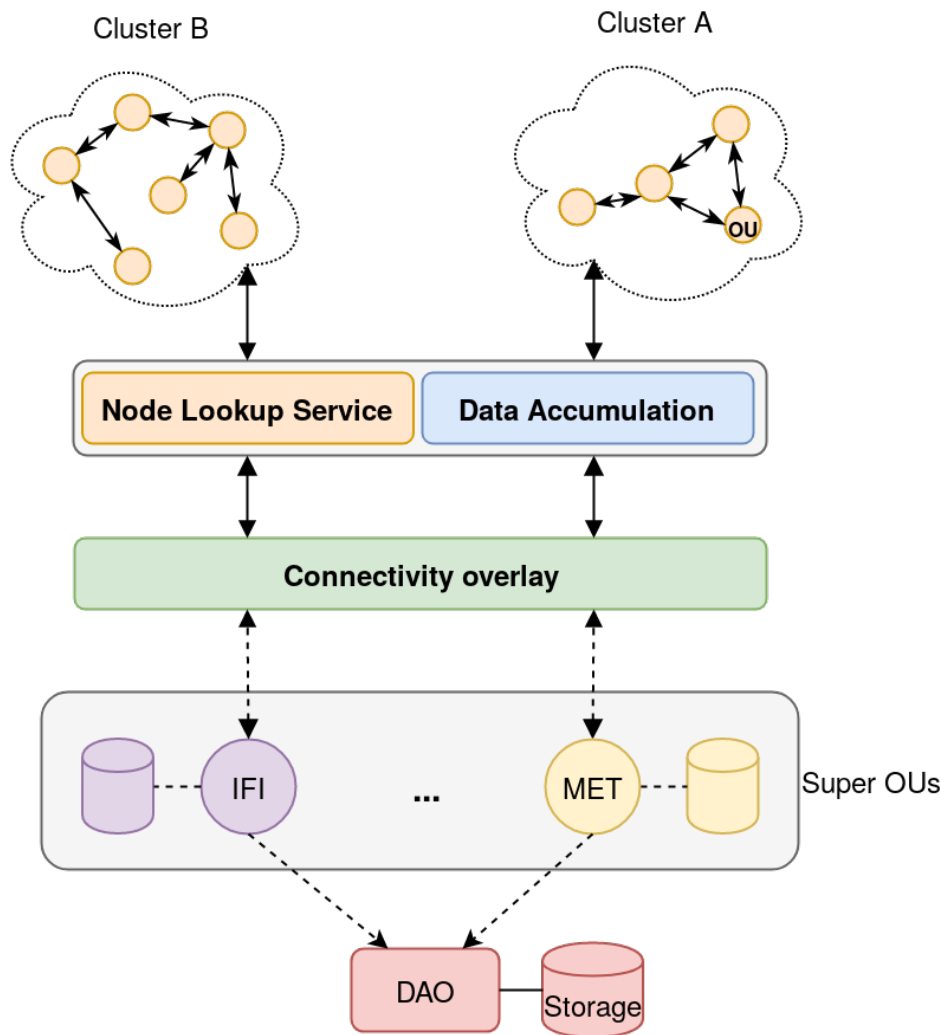 Cluster B
Cluster A
OU
Node Lookup Service
Data Accumulation
Connectivity overlay
IFI
...
MET
Super OUs
DAO
Storage